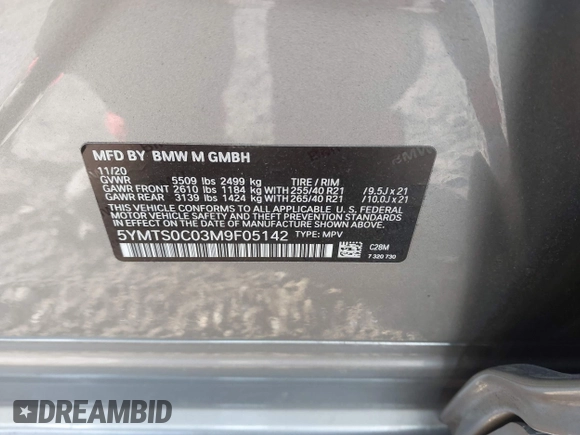 MFD BY BMW M GMBH
11/20
GVWR 5509 lbs 2499 kg TIRE / RIM
GAWR FRONT 2610 lbs 1184 kg WITH 255/40 R21 /9.5J x 21
GAWR REAR 3139 lbs 1424 kg WITH 265/40 R21 /10.0J x 21
THIS VEHICLE CONFORMS TO ALL APPLICABLE
U.S. FEDERAL MOTOR VEHICLE SAFETY
STANDARDS IN EFFECT ON THE DATE OF
MANUFACTURE SHOWN ABOVE.
5YMTS0C03M9F05142 TYPE: MPV
C28M
7 320 730
DREAMBID